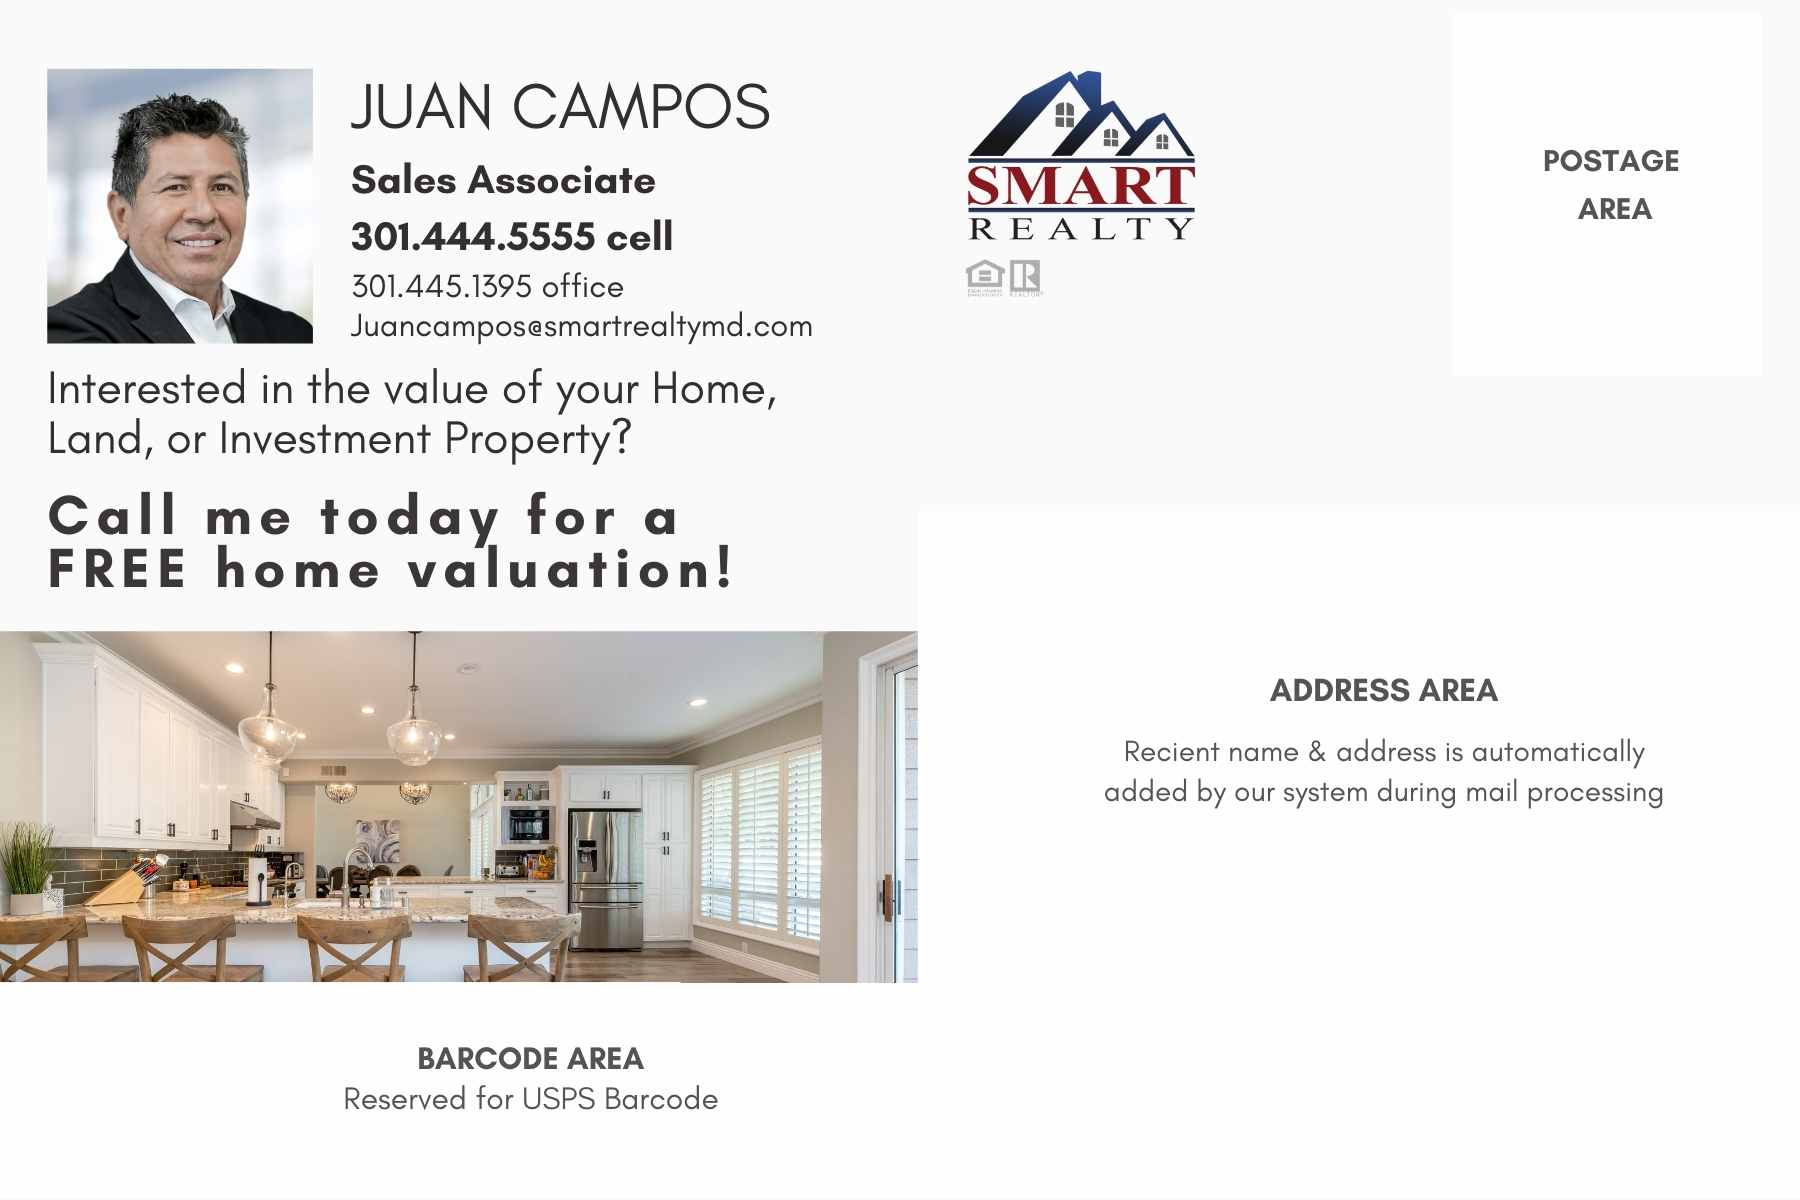 JUAN CAMPOS
Sales Associate
301.444.5555 cell
301.445.1395 office
Juancampos@smartrealtymd.com
Interested in the value of your Home,
Land, or Investment Property?
Call me today for a
FREE home valuation!
SMART
REALTY
REALTOR
POSTAGE
AREA
ADDRESS AREA
Recient name & address is automatically
added by our system during mail processing
BARCODE AREA
Reserved for USPS Barcode